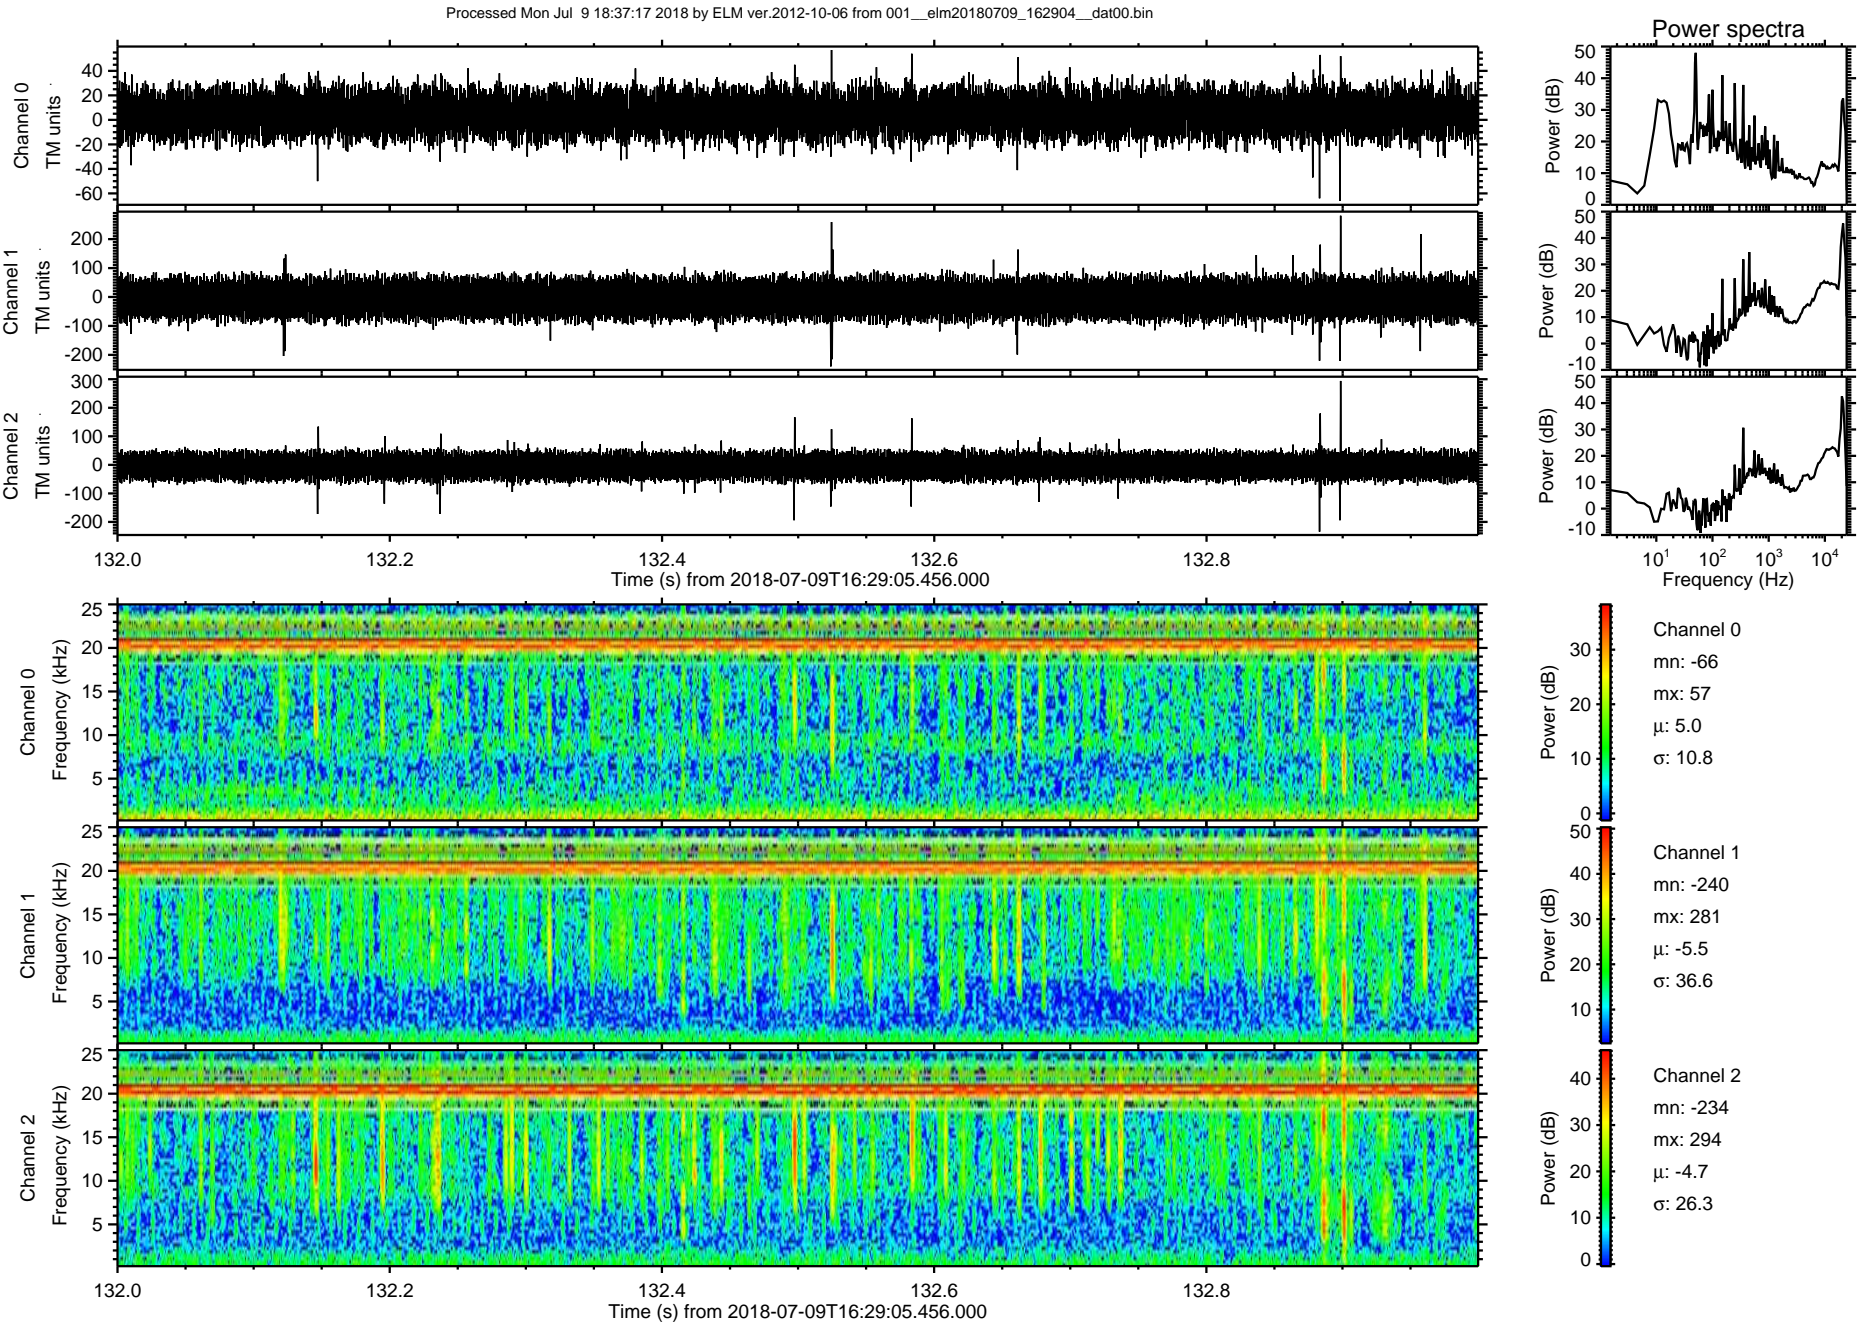 Processed Mon Jul  9 18:37:17 2018 by ELM ver.2012-10-06 from 001__elm20180709_162904__dat00.bin
Power spectra
Channel 0
TM units
40
20
0
-20
-40
-60
Power (dB)
50
40
30
20
10
0
Channel 1
TM units
200
100
0
-100
-200
Power (dB)
50
40
30
20
10
0
-10
Channel 2
TM units
300
200
100
0
-100
-200
Power (dB)
50
40
30
20
10
0
-10
132.0
132.2
132.4
132.6
132.8
Time (s) from 2018-07-09T16:29:05.456.000
10^1
10^2
10^3
10^4
Frequency (Hz)
Channel 0
Frequency (kHz)
25
20
15
10
5
Power (dB)
30
20
10
0
Channel 0
mn: -66
mx: 57
μ: 5.0
σ: 10.8
Channel 1
Frequency (kHz)
25
20
15
10
5
Power (dB)
50
40
30
20
10
Channel 1
mn: -240
mx: 281
μ: -5.5
σ: 36.6
Channel 2
Frequency (kHz)
25
20
15
10
5
Power (dB)
40
30
20
10
0
Channel 2
mn: -234
mx: 294
μ: -4.7
σ: 26.3
132.0
132.2
132.4
132.6
132.8
Time (s) from 2018-07-09T16:29:05.456.000